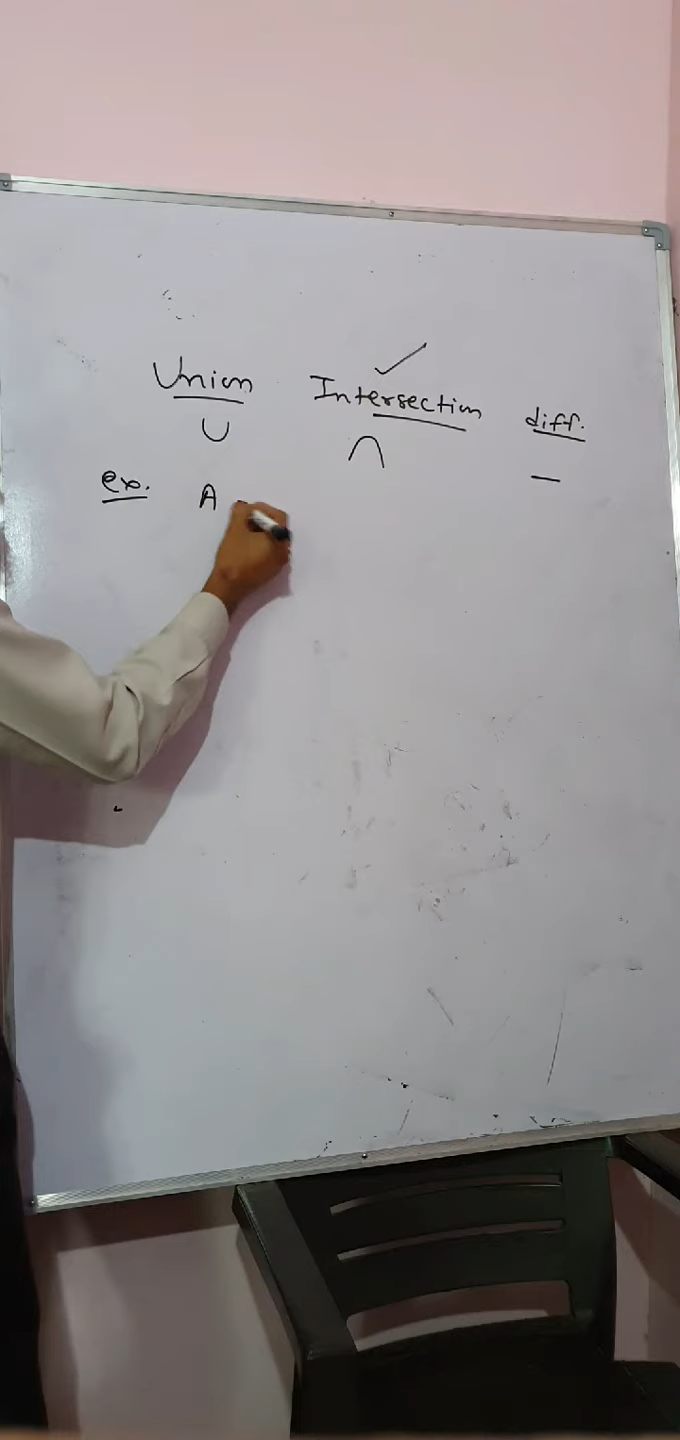 Union Intersection diff.
∪ ∩ —
ex. A